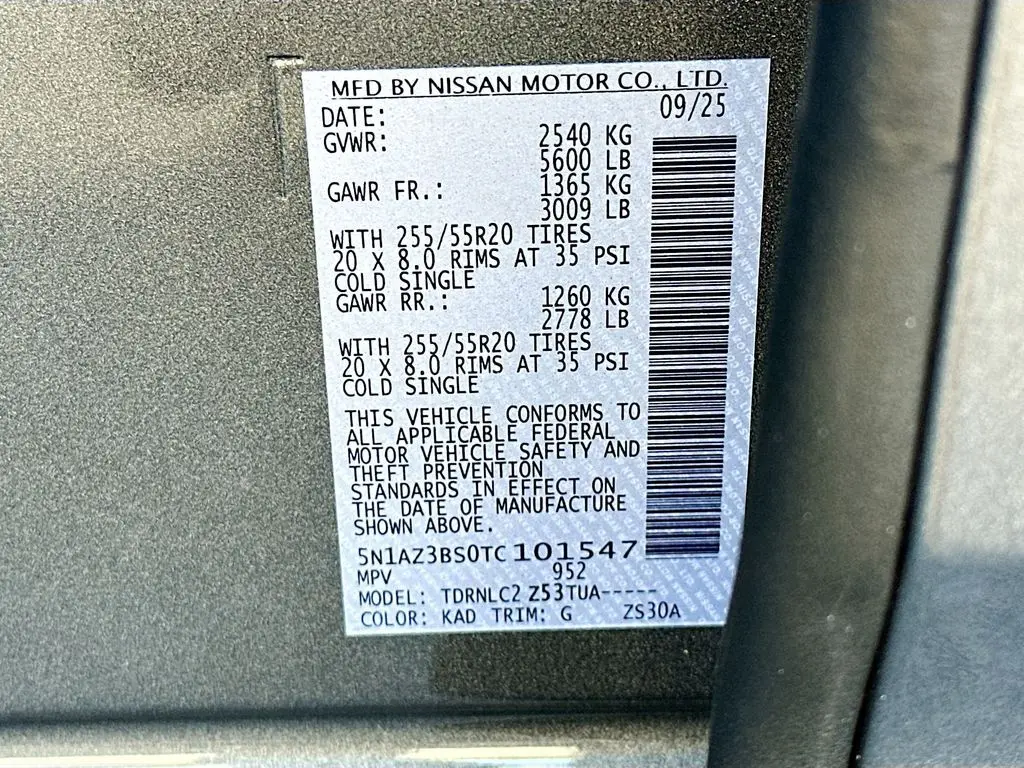 MFD BY NISSAN MOTOR CO., LTD.
DATE: 09/25
GVWR: 2540 KG
5600 LB
GAWR FR.: 1365 KG
3009 LB
WITH 255/55R20 TIRES
20 X 8.0 RIMS AT 35 PSI
COLD SINGLE
GAWR RR.: 1260 KG
2778 LB
WITH 255/55R20 TIRES
20 X 8.0 RIMS AT 35 PSI
COLD SINGLE
THIS VEHICLE CONFORMS TO
ALL APPLICABLE FEDERAL
MOTOR VEHICLE SAFETY AND
THEFT PREVENTION
STANDARDS IN EFFECT ON
THE DATE OF MANUFACTURE
SHOWN ABOVE.
5N1AZ3BS0TC101547
MPV 952
MODEL: TDRNLC2 Z53TUA-----
COLOR: KAD TRIM: G ZS30A